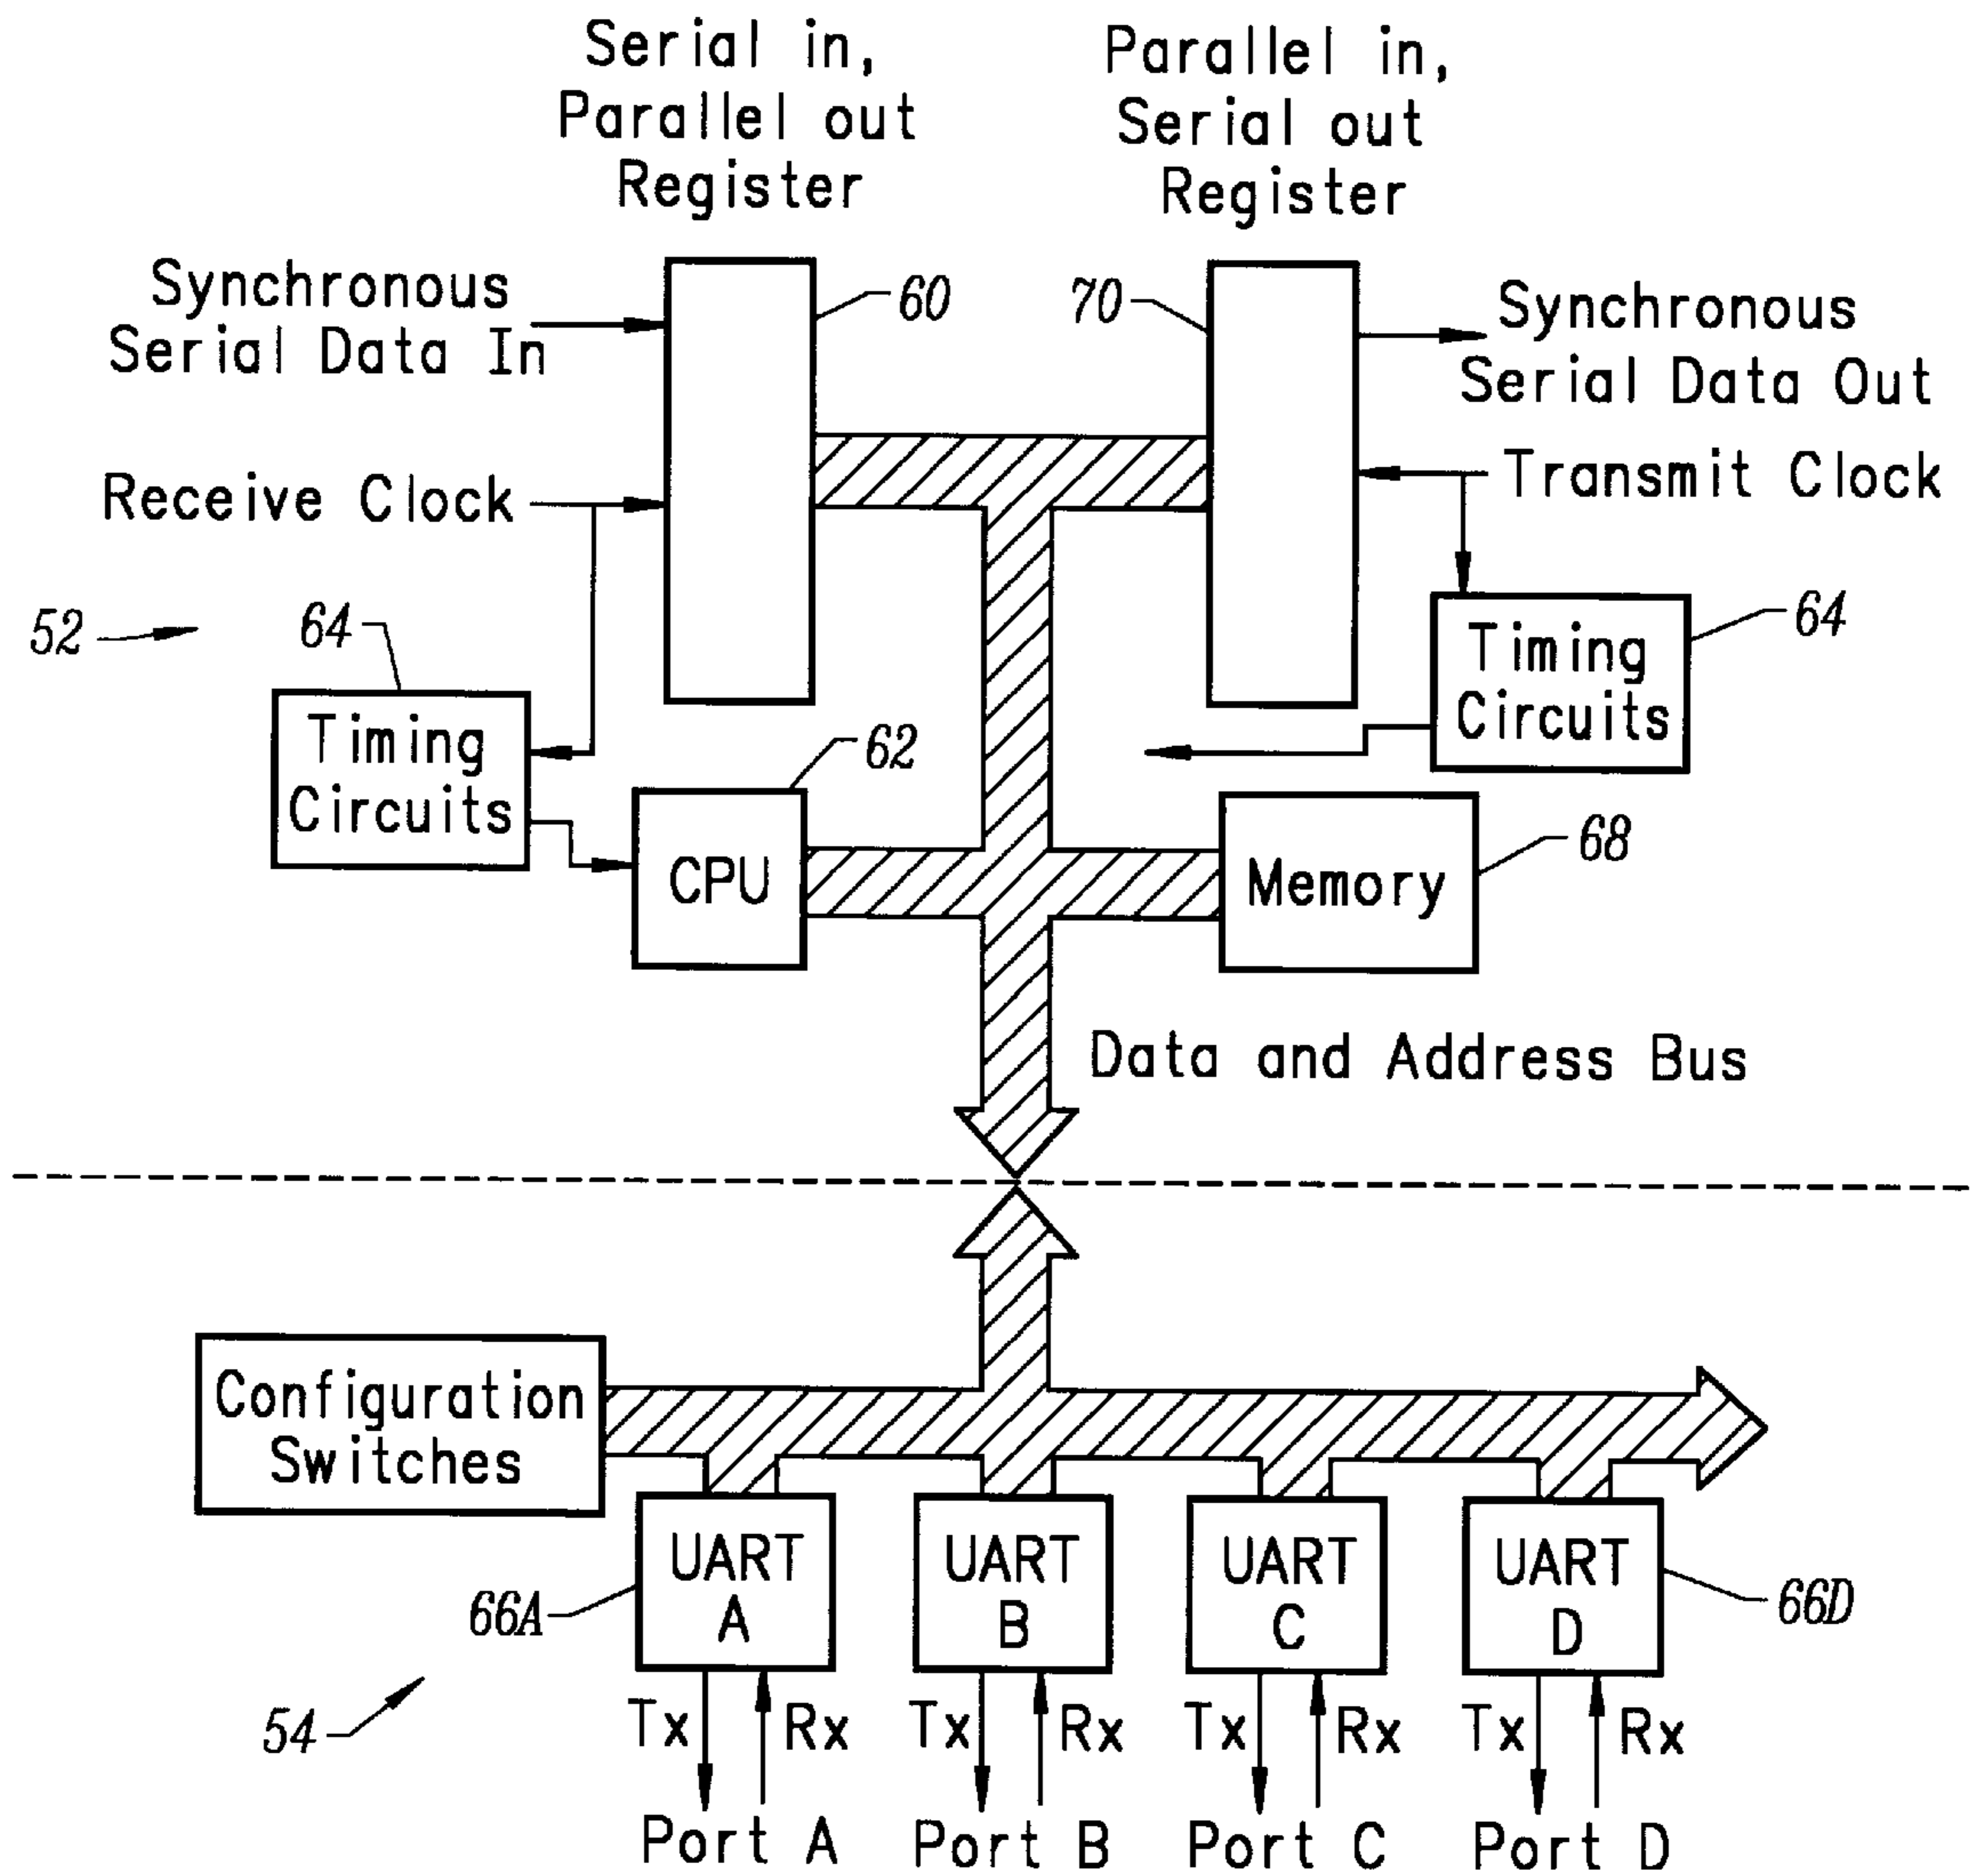 Serial in,
Parallel out
Register
Parallel in,
Serial out
Register
Synchronous
Serial Data In
60
70
Synchronous
Serial Data Out
Receive Clock
Transmit Clock
52
64
Timing
Circuits
64
Timing
Circuits
62
CPU
Memory
68
Data and Address Bus
Configuration
Switches
UART
A
UART
B
UART
C
UART
D
66A
66D
54
Tx
Rx
Tx
Rx
Tx
Rx
Tx
Rx
Port A
Port B
Port C
Port D